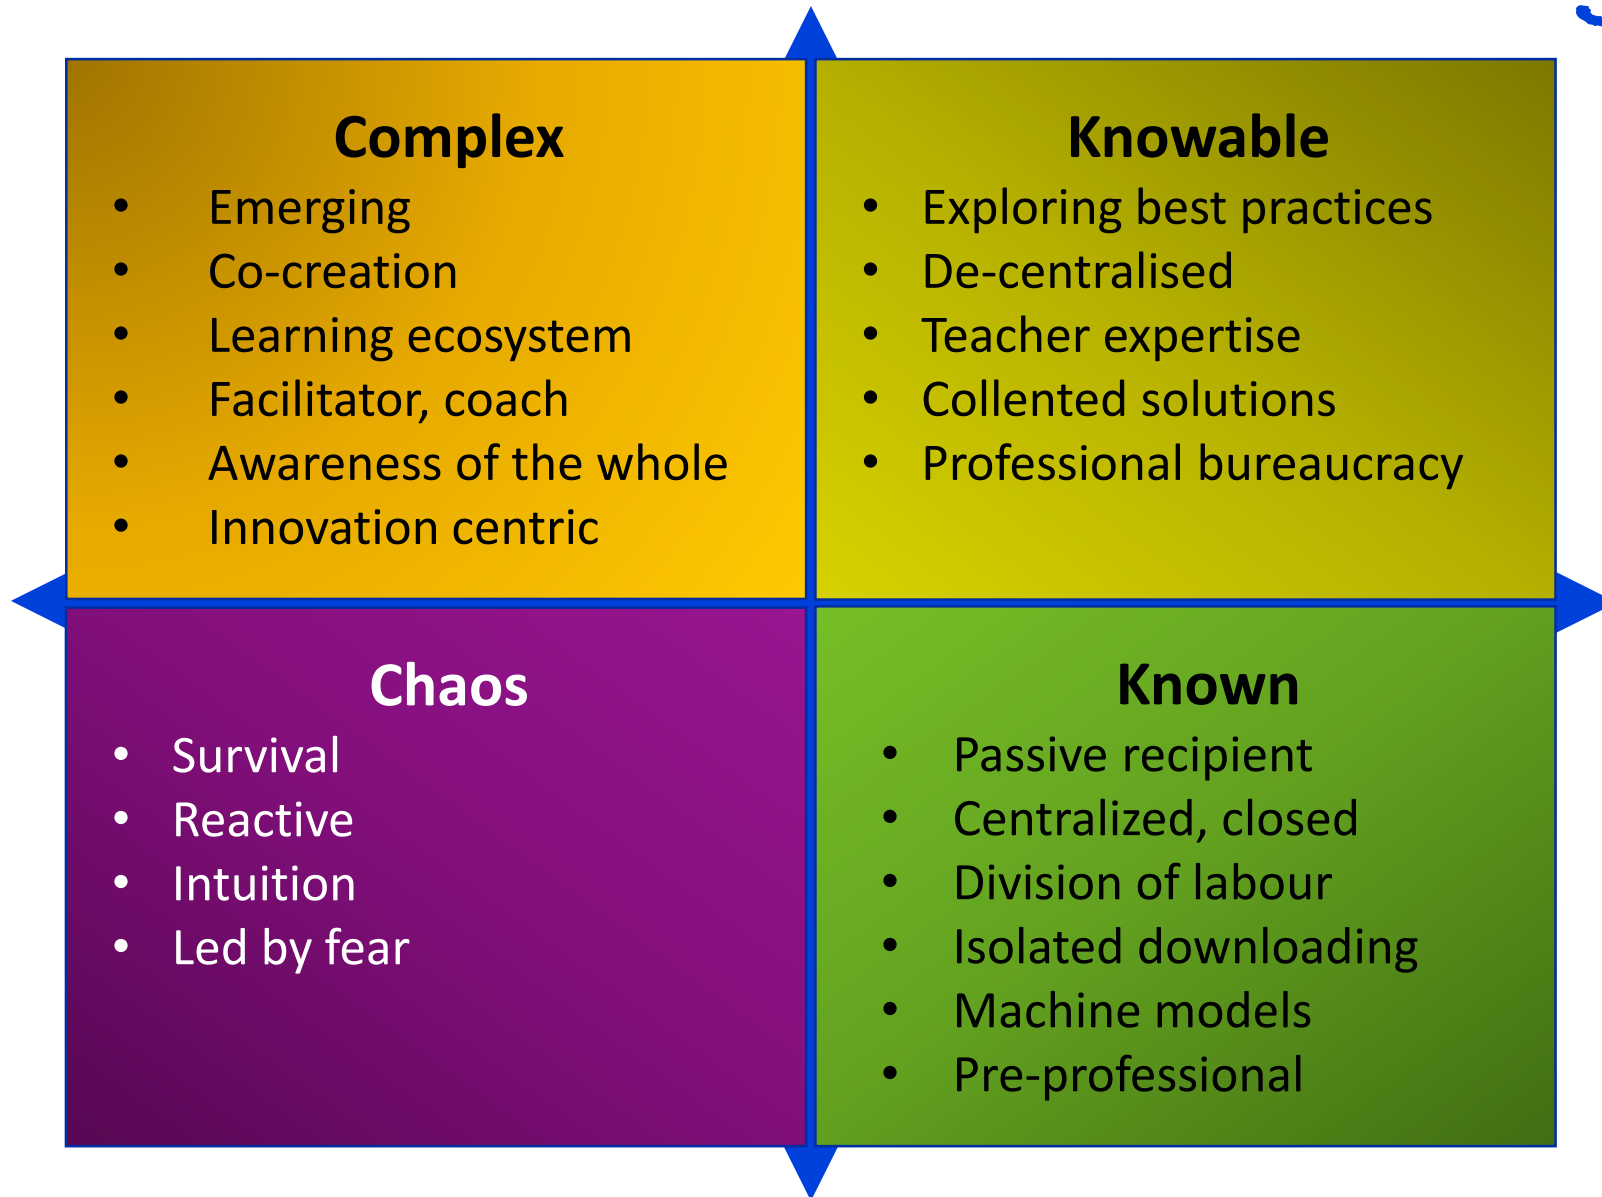 Complex
• Emerging
• Co-creation
• Learning ecosystem
• Facilitator, coach
• Awareness of the whole
• Innovation centric
Knowable
• Exploring best practices
• De-centralised
• Teacher expertise
• Collented solutions
• Professional bureaucracy
Chaos
• Survival
• Reactive
• Intuition
• Led by fear
Known
• Passive recipient
• Centralized, closed
• Division of labour
• Isolated downloading
• Machine models
• Pre-professional